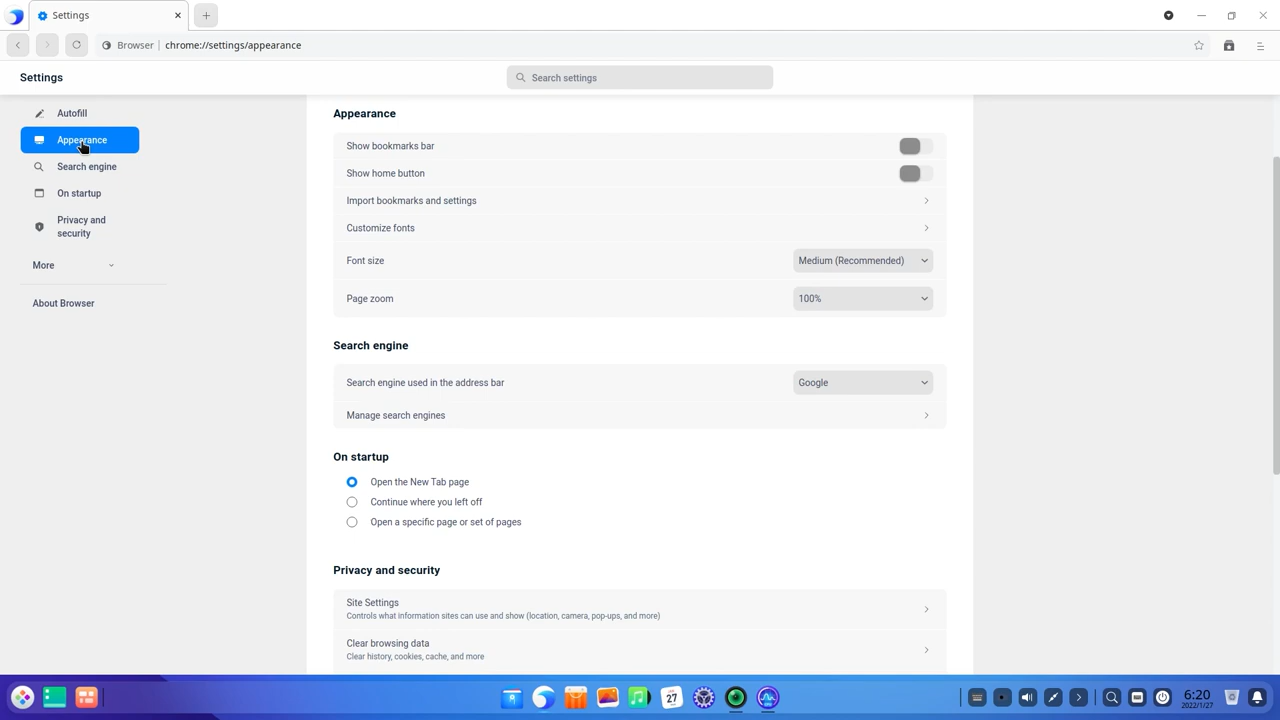 Settings
Browser
chrome://settings/appearance
Settings
Search settings
Autofill
Appearance
Search engine
On startup
Privacy and
security
More
About Browser
Appearance
Show bookmarks bar
Show home button
Import bookmarks and settings
Customize fonts
Font size
Medium (Recommended)
Page zoom
100%
Search engine
Search engine used in the address bar
Google
Manage search engines
On startup
Open the New Tab page
Continue where you left off
Open a specific page or set of pages
Privacy and security
Site Settings
Controls what information sites can use and show (location, camera, pop-ups, and more)
Clear browsing data
Clear history, cookies, cache, and more
27
6:20
2022/1/27